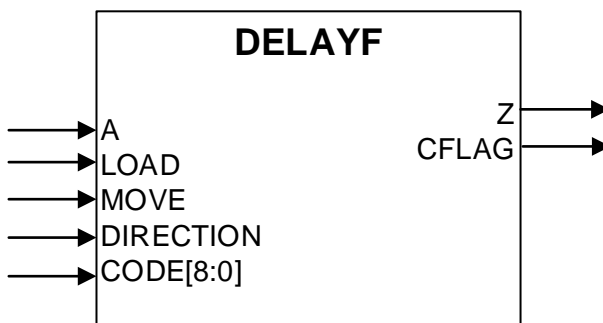 DELAYF
A
LOAD
MOVE
DIRECTION
CODE[8:0]
Z
CFLAG